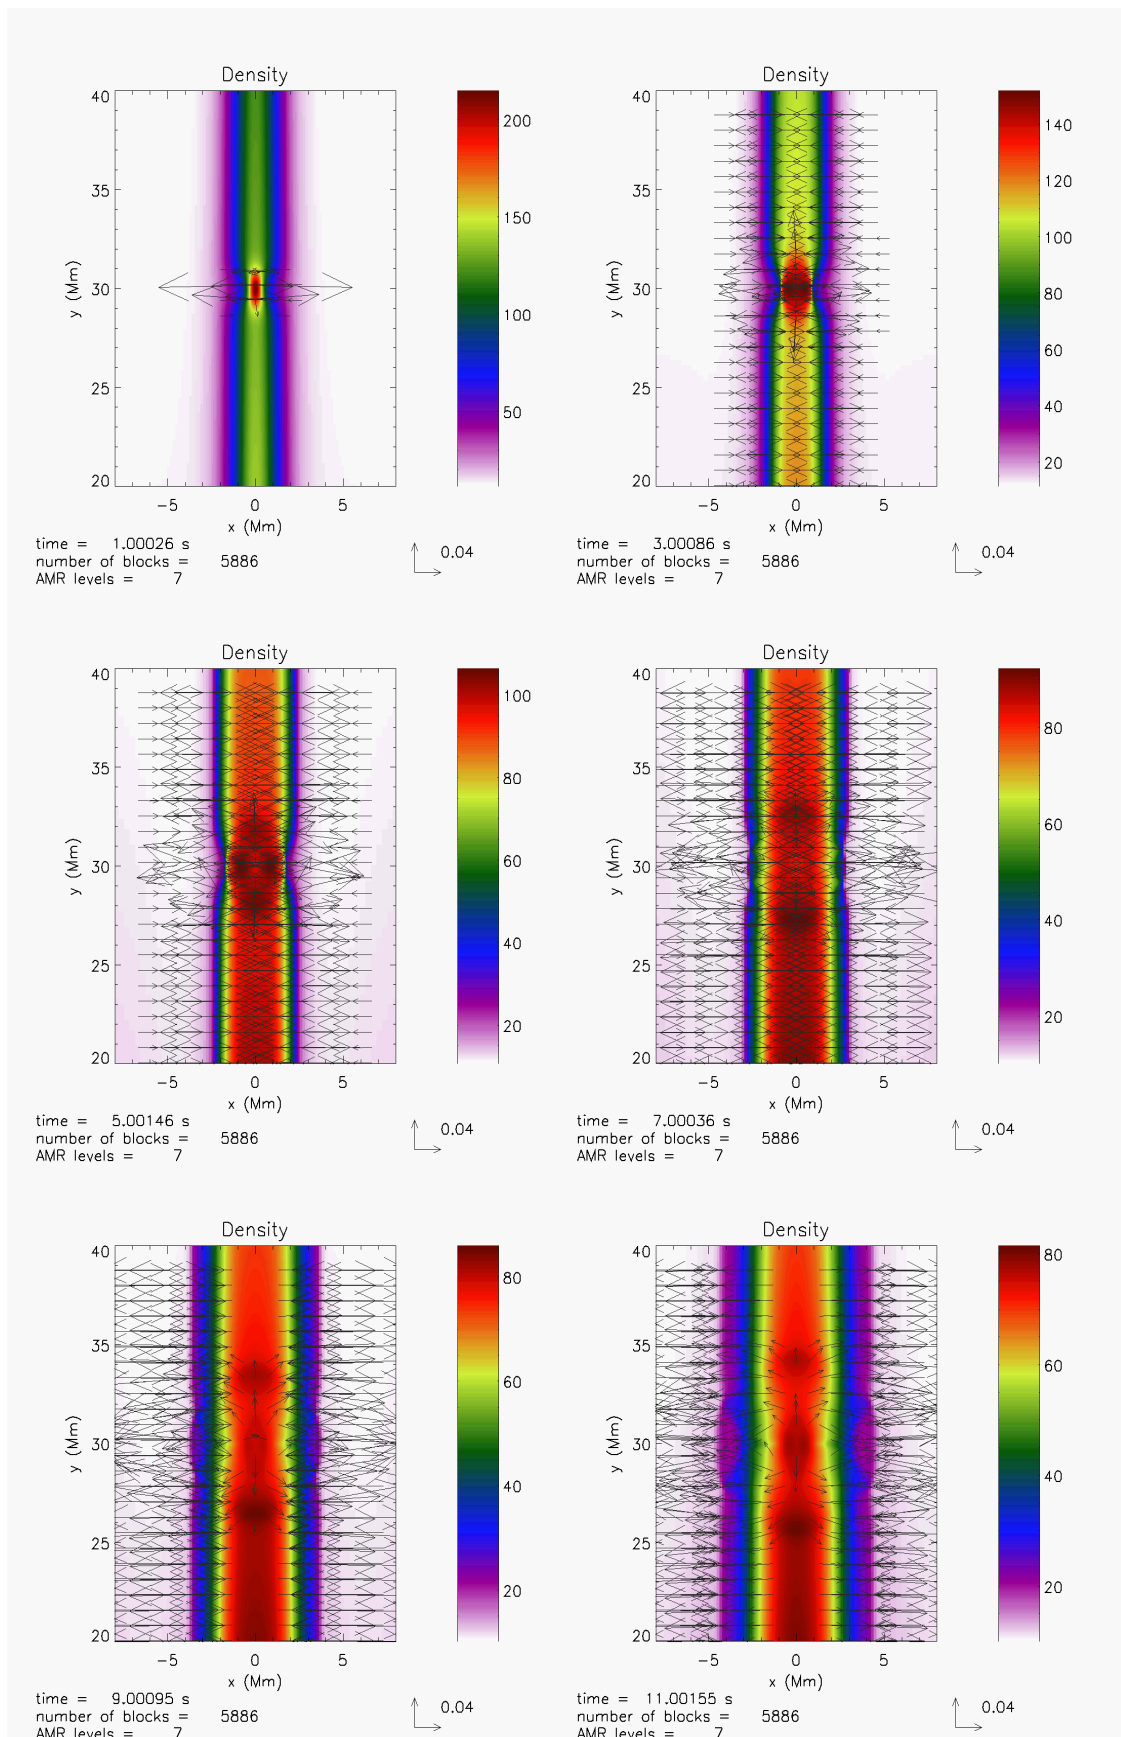 Density
40
35
30
25
20
y (Mm)
-5 0 5
x (Mm)
200
150
100
50
time = 1.00026 s
number of blocks = 5886
AMR levels = 7
0.04
Density
40
35
30
25
20
y (Mm)
-5 0 5
x (Mm)
140
120
100
80
60
40
20
time = 3.00086 s
number of blocks = 5886
AMR levels = 7
0.04
Density
40
35
30
25
20
y (Mm)
-5 0 5
x (Mm)
100
80
60
40
20
time = 5.00146 s
number of blocks = 5886
AMR levels = 7
0.04
Density
40
35
30
25
20
y (Mm)
-5 0 5
x (Mm)
80
60
40
20
time = 7.00036 s
number of blocks = 5886
AMR levels = 7
0.04
Density
40
35
30
25
20
y (Mm)
-5 0 5
x (Mm)
80
60
40
20
time = 9.00095 s
number of blocks = 5886
AMR levels = 7
0.04
Density
40
35
30
25
20
y (Mm)
-5 0 5
x (Mm)
80
60
40
20
time = 11.00155 s
number of blocks = 5886
AMR levels = 7
0.04